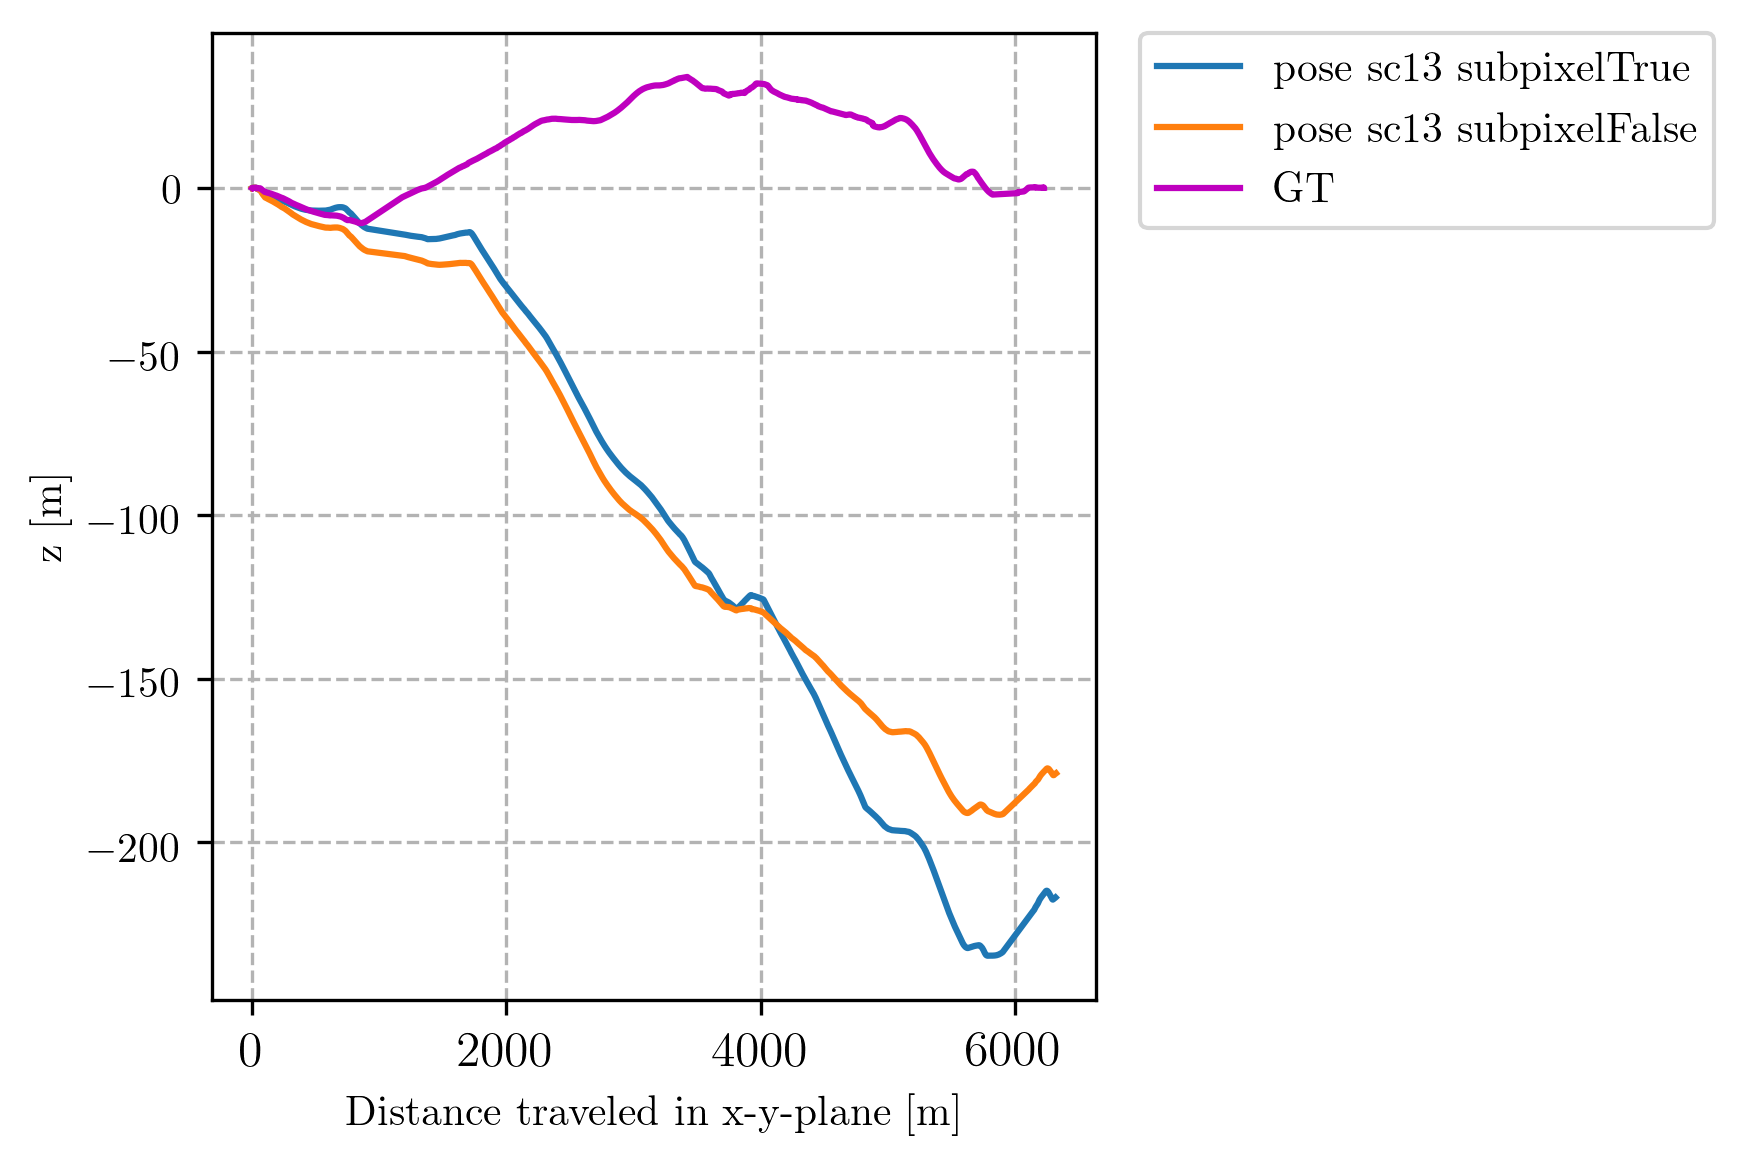 pose sc13 subpixelTrue
pose sc13 subpixelFalse
GT
0
−50
−100
−150
−200
z [m]
0 2000 4000 6000
Distance traveled in x-y-plane [m]